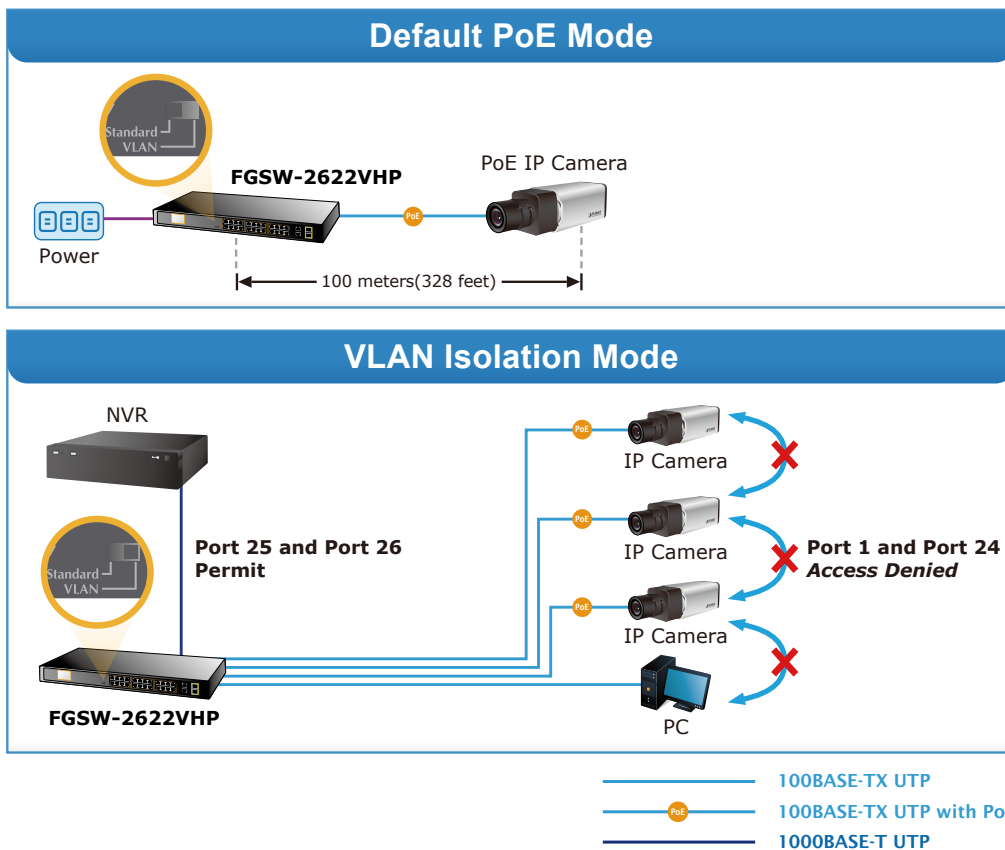 Default PoE Mode
Standard
VLAN
FGSW-2622VHP
PoE IP Camera
PoE
Power
100 meters(328 feet)
VLAN Isolation Mode
NVR
PoE
IP Camera
PoE
IP Camera
Port 25 and Port 26
Permit
Port 1 and Port 24
Access Denied
Standard
VLAN
PoE
IP Camera
FGSW-2622VHP
PC
100BASE-TX UTP
PoE
100BASE-TX UTP with Po
1000BASE-T UTP